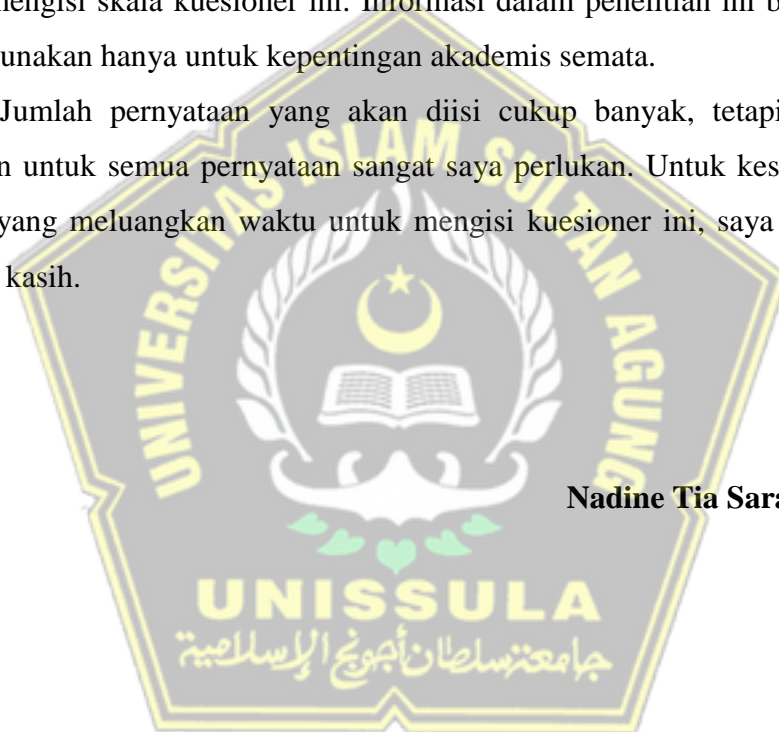 mengisi skala kuesioner ini. Informasi dalam penelitian ini b
unakan hanya untuk kepentingan akademis semata.
Jumlah pernyataan yang akan diisi cukup banyak, tetapi
n untuk semua pernyataan sangat saya perlukan. Untuk kes
yang meluangkan waktu untuk mengisi kuesioner ini, saya
kasih.
UNIVERSITAS ISLAM SULTAN AGUNG
Nadine Tia Sara
UNISSULA
جامعتنسلطان أجونج الإسلامية